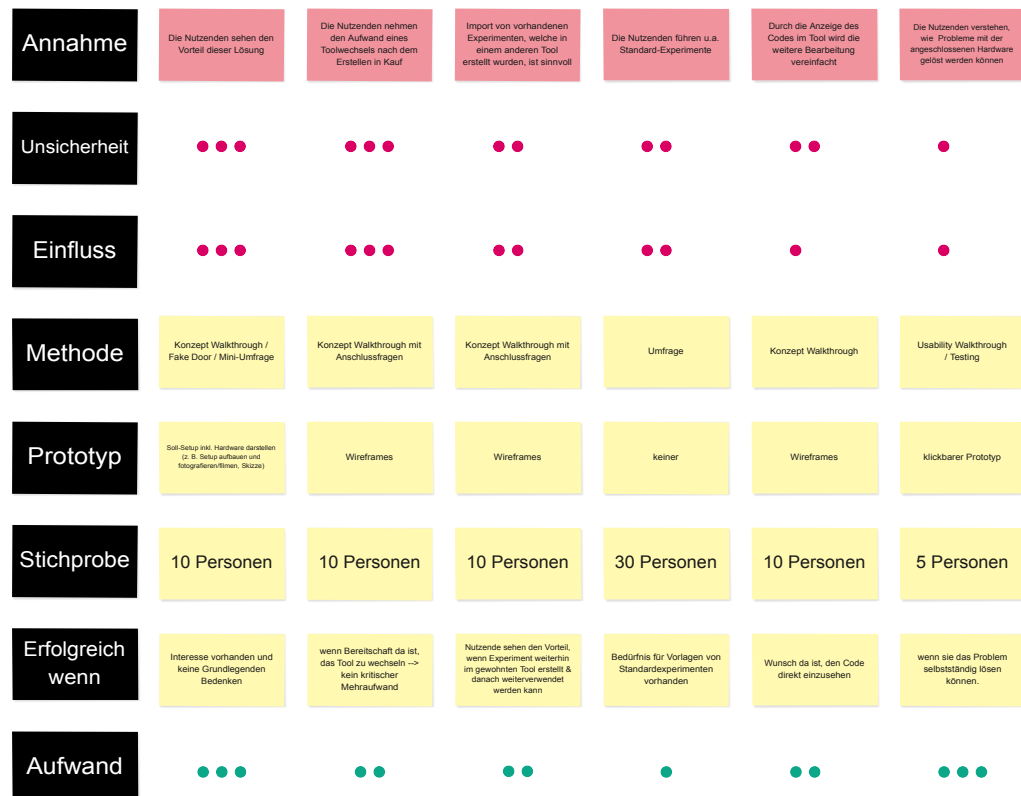 Annahme
Die Nutzenden sehen den
Vorteil dieser Lösung
Die Nutzenden nehmen
den Aufwand eines
Toolwechsels nach dem
Erstellen in Kauf
Import von vorhandenen
Experimenten, welche in
einem anderen Tool
erstellt wurden, ist sinnvoll
Die Nutzenden führen u.a.
Standard-Experimente
Durch die Anzeige des
Codes im Tool wird die
weitere Bearbeitung
vereinfacht
Die Nutzenden verstehen,
wie Probleme mit der
angeschlossenen Hardware
gelöst werden können
Unsicherheit
Einfluss
Methode
Konzept Walkthrough /
Fake Door / Mini-Umfrage
Konzept Walkthrough mit
Anschlussfragen
Konzept Walkthrough mit
Anschlussfragen
Umfrage
Konzept Walkthrough
Usability Walkthrough
/ Testing
Prototyp
Soll-Setup inkl. Hardware darstellen
(z. B. Setup aufbauen und
fotografieren/filmen, Skizze)
Wireframes
Wireframes
keiner
Wireframes
klickbarer Prototyp
Stichprobe
10 Personen
10 Personen
10 Personen
30 Personen
10 Personen
5 Personen
Erfolgreich
wenn
Interesse vorhanden und
keine Grundlegenden
Bedenken
wenn Bereitschaft da ist,
das Tool zu wechseln -->
kein kritischer
Mehraufwand
Nutzende sehen den Vorteil,
wenn Experiment weiterhin
im gewohnten Tool erstellt &
danach weiterverwendet
werden kann
Bedürfnis für Vorlagen von
Standardexperimenten
vorhanden
Wunsch da ist, den Code
direkt einzusehen
wenn sie das Problem
selbstständig lösen
können.
Aufwand